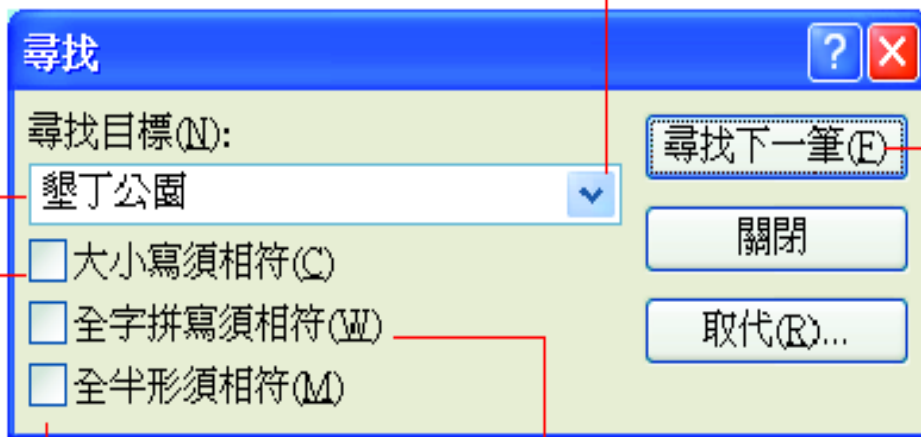 尋找
尋找目標(N):
墾丁公園
大小寫須相符(C)
全字拼寫須相符(W)
全半形須相符(M)
尋找下一筆(F)
關閉
取代(R)...